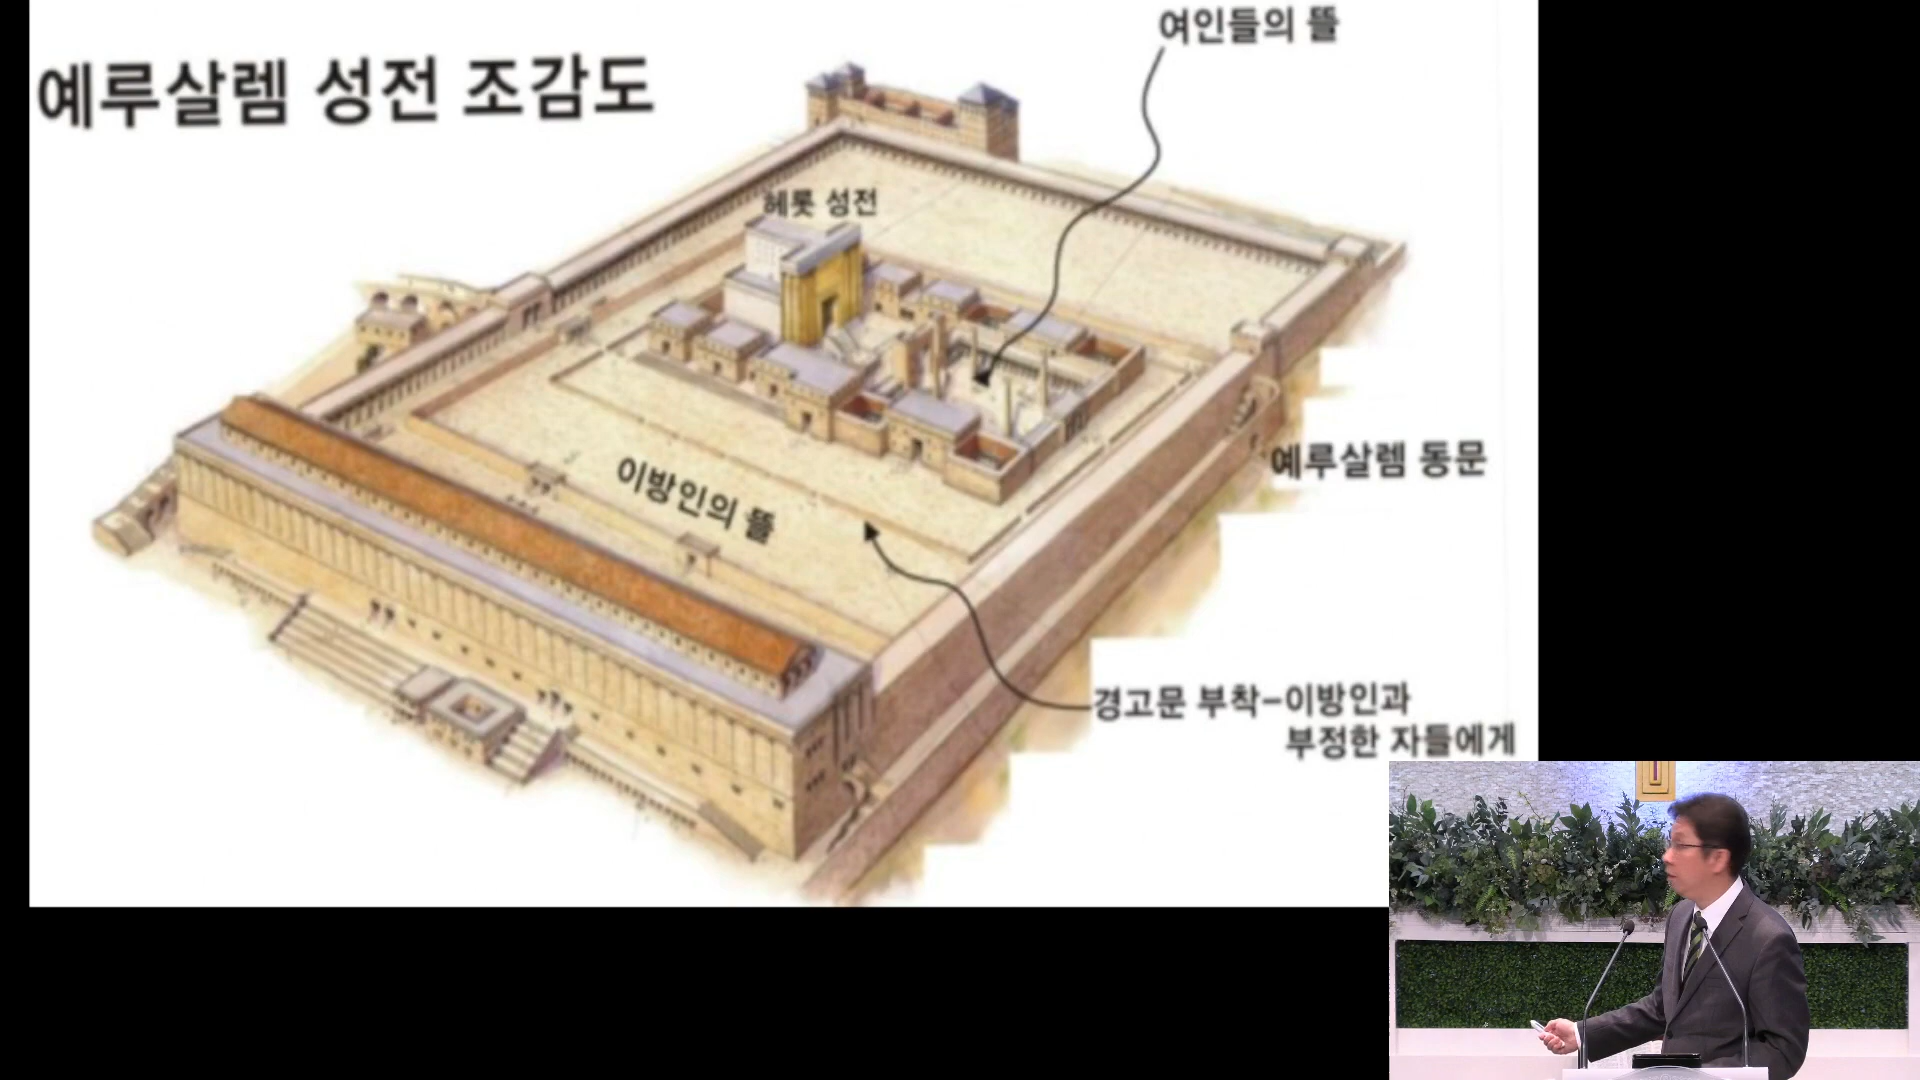 여인들의 뜰
예루살렘 성전 조감도
헤롯 성전
예루살렘 동문
이방인의 뜰
경고문 부착-이방인과
부정한 자들에게